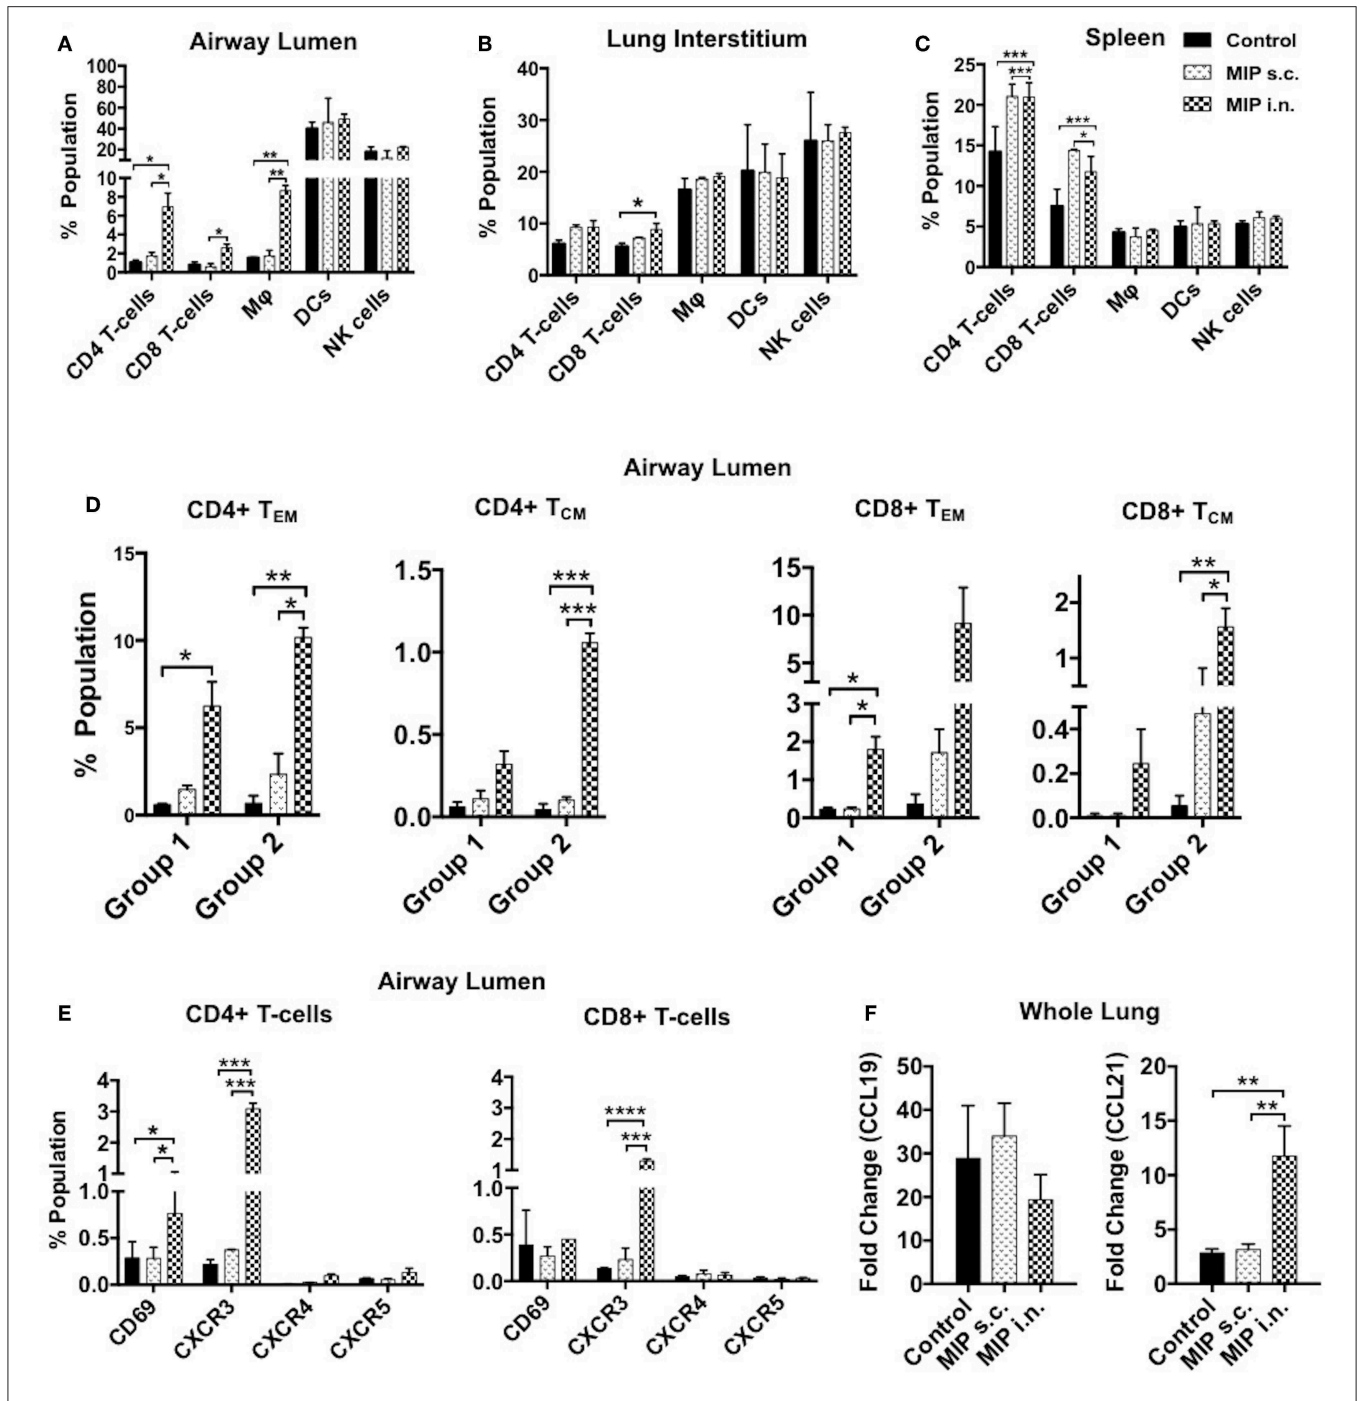 A
Airway Lumen
% Population
100
80
60
40
20
10
8
6
4
2
0
*
*
*
**
**
CD4 T-cells
CD8 T-cells
Mφ
DCs
NK cells
B
Lung Interstitium
% Population
40
30
20
10
0
*
CD4 T-cells
CD8 T-cells
Mφ
DCs
NK cells
C
Spleen
Control
MIP s.c.
MIP i.n.
% Population
25
20
15
10
5
0
***
***
***
*
CD4 T-cells
CD8 T-cells
Mφ
DCs
NK cells
Airway Lumen
D
CD4+ TEM
% Population
15
10
5
0
*
**
*
Group 1
Group 2
CD4+ TCM
1.5
1.0
0.5
0.0
***
***
Group 1
Group 2
CD8+ TEM
15
10
5
3
2
1
0
*
*
Group 1
Group 2
CD8+ TCM
2
1
0.4
0.2
0.0
**
*
Group 1
Group 2
Airway Lumen
E
CD4+ T-cells
% Population
4
3
2
1
1.0
0.5
0.0
*
*
***
***
CD69
CXCR3
CXCR4
CXCR5
CD8+ T-cells
4
3
2
1
1.0
0.5
0.0
****
***
CD69
CXCR3
CXCR4
CXCR5
F
Whole Lung
Fold Change (CCL19)
50
40
30
20
10
0
Control
MIP s.c.
MIP i.n.
Fold Change (CCL21)
20
15
10
5
0
**
**
Control
MIP s.c.
MIP i.n.